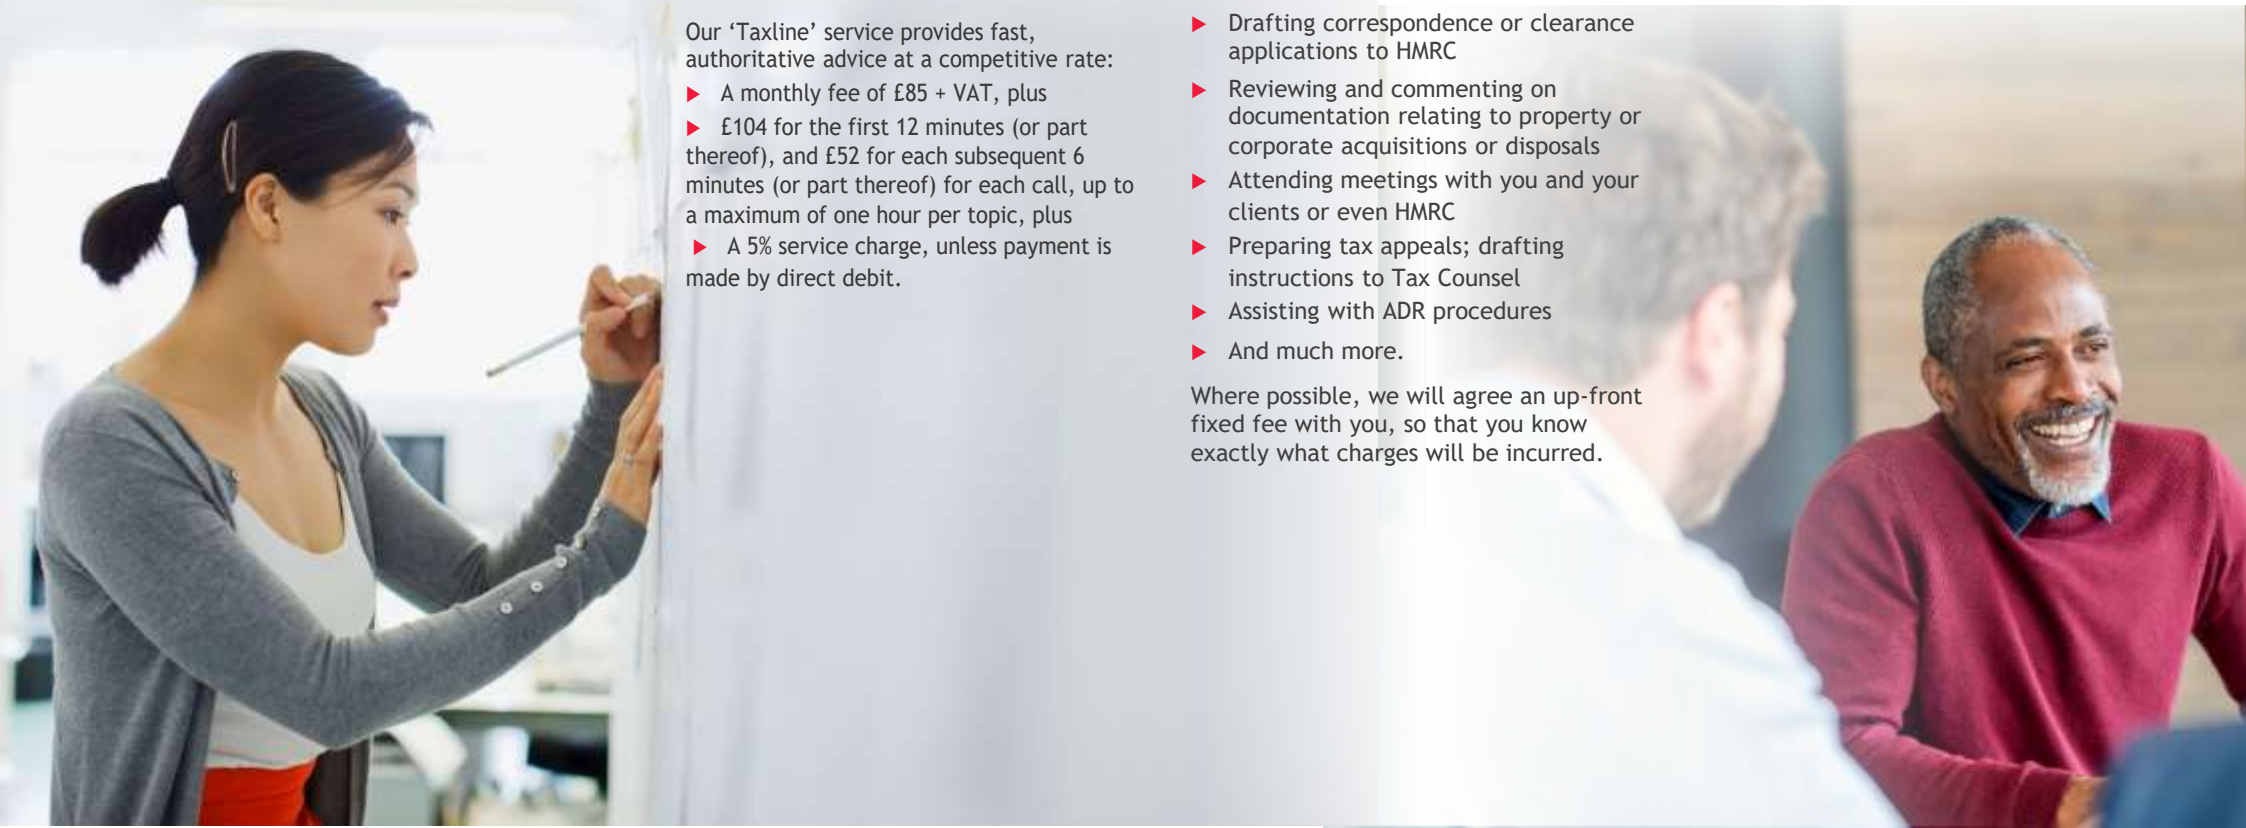 Our ‘Taxline’ service provides fast,
authoritative advice at a competitive rate:
▶ A monthly fee of £85 + VAT, plus
▶ £104 for the first 12 minutes (or part
thereof), and £52 for each subsequent 6
minutes (or part thereof) for each call, up to
a maximum of one hour per topic, plus
▶ A 5% service charge, unless payment is
made by direct debit.
▶ Drafting correspondence or clearance
applications to HMRC
▶ Reviewing and commenting on
documentation relating to property or
corporate acquisitions or disposals
▶ Attending meetings with you and your
clients or even HMRC
▶ Preparing tax appeals; drafting
instructions to Tax Counsel
▶ Assisting with ADR procedures
▶ And much more.
Where possible, we will agree an up-front
fixed fee with you, so that you know
exactly what charges will be incurred.